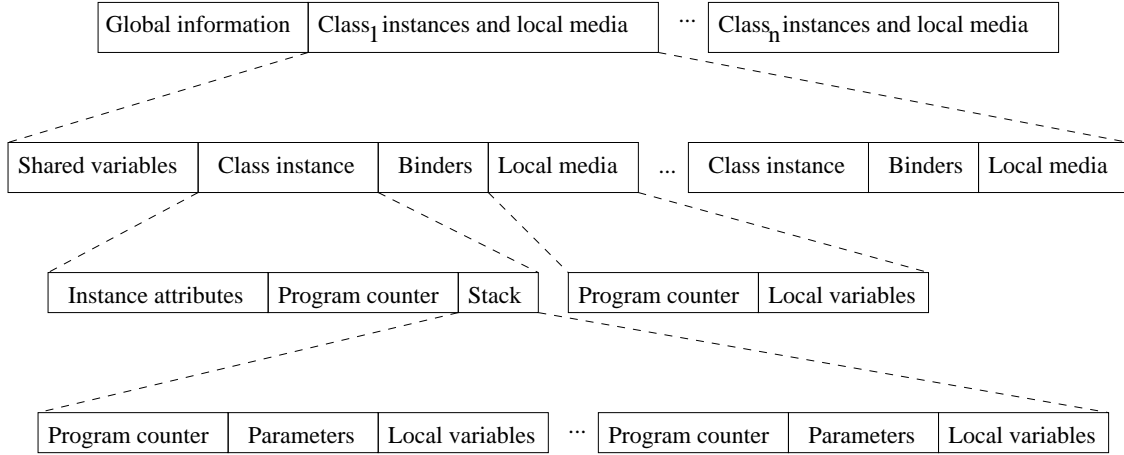 Global information Class1 instances and local media ... Classn instances and local media
Shared variables Class instance Binders Local media ... Class instance Binders Local media
Instance attributes Program counter Stack Program counter Local variables
Program counter Parameters Local variables ... Program counter Parameters Local variables